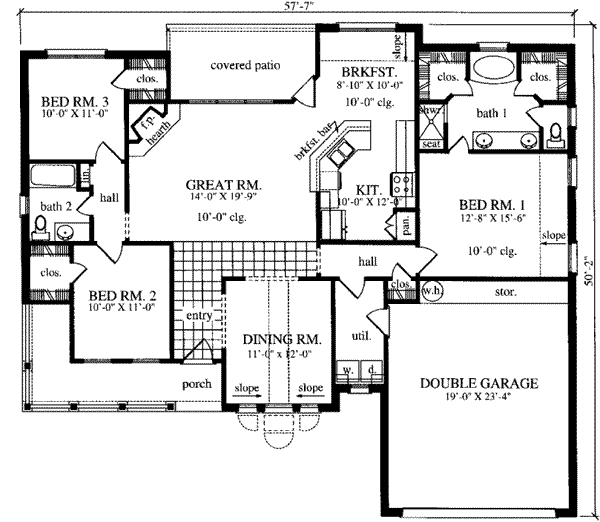 57'-7"
covered patio
slope
BRKFST.
8'-10" X 10'-0"
10'-0" clg.
clos.
clos.
clos.
BED RM. 3
10'-0" X 11'-0"
f.p.
hearth
brkfst. bar
shwr
seat
bath 1
lin.
hall
bath 2
GREAT RM.
14'-0" X 19'-9"
10'-0" clg.
KIT.
10'-0" X 12'-0"
pan.
BED RM. 1
12'-8" X 15'-6"
10'-0" clg.
slope
hall
clos.
BED RM. 2
10'-0" X 11'-0"
entry
clos.
w.h.
stor.
50'-2"
DINING RM.
11'-0" x 12'-0"
util.
w.
d.
porch
slope
slope
DOUBLE GARAGE
19'-0" X 23'-4"